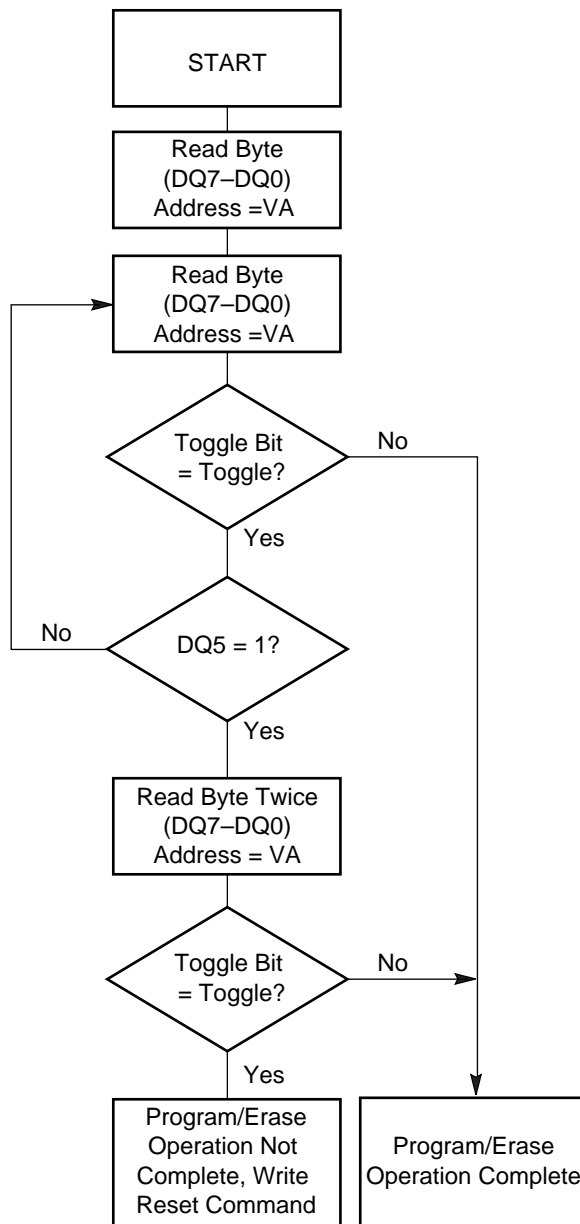 START
Read Byte
(DQ7–DQ0)
Address =VA
Read Byte
(DQ7–DQ0)
Address =VA
Toggle Bit
= Toggle?
No
Yes
No
DQ5 = 1?
Yes
Read Byte Twice
(DQ7–DQ0)
Address = VA
Toggle Bit
= Toggle?
No
Yes
Program/Erase
Operation Not
Complete, Write
Reset Command
Program/Erase
Operation Complete